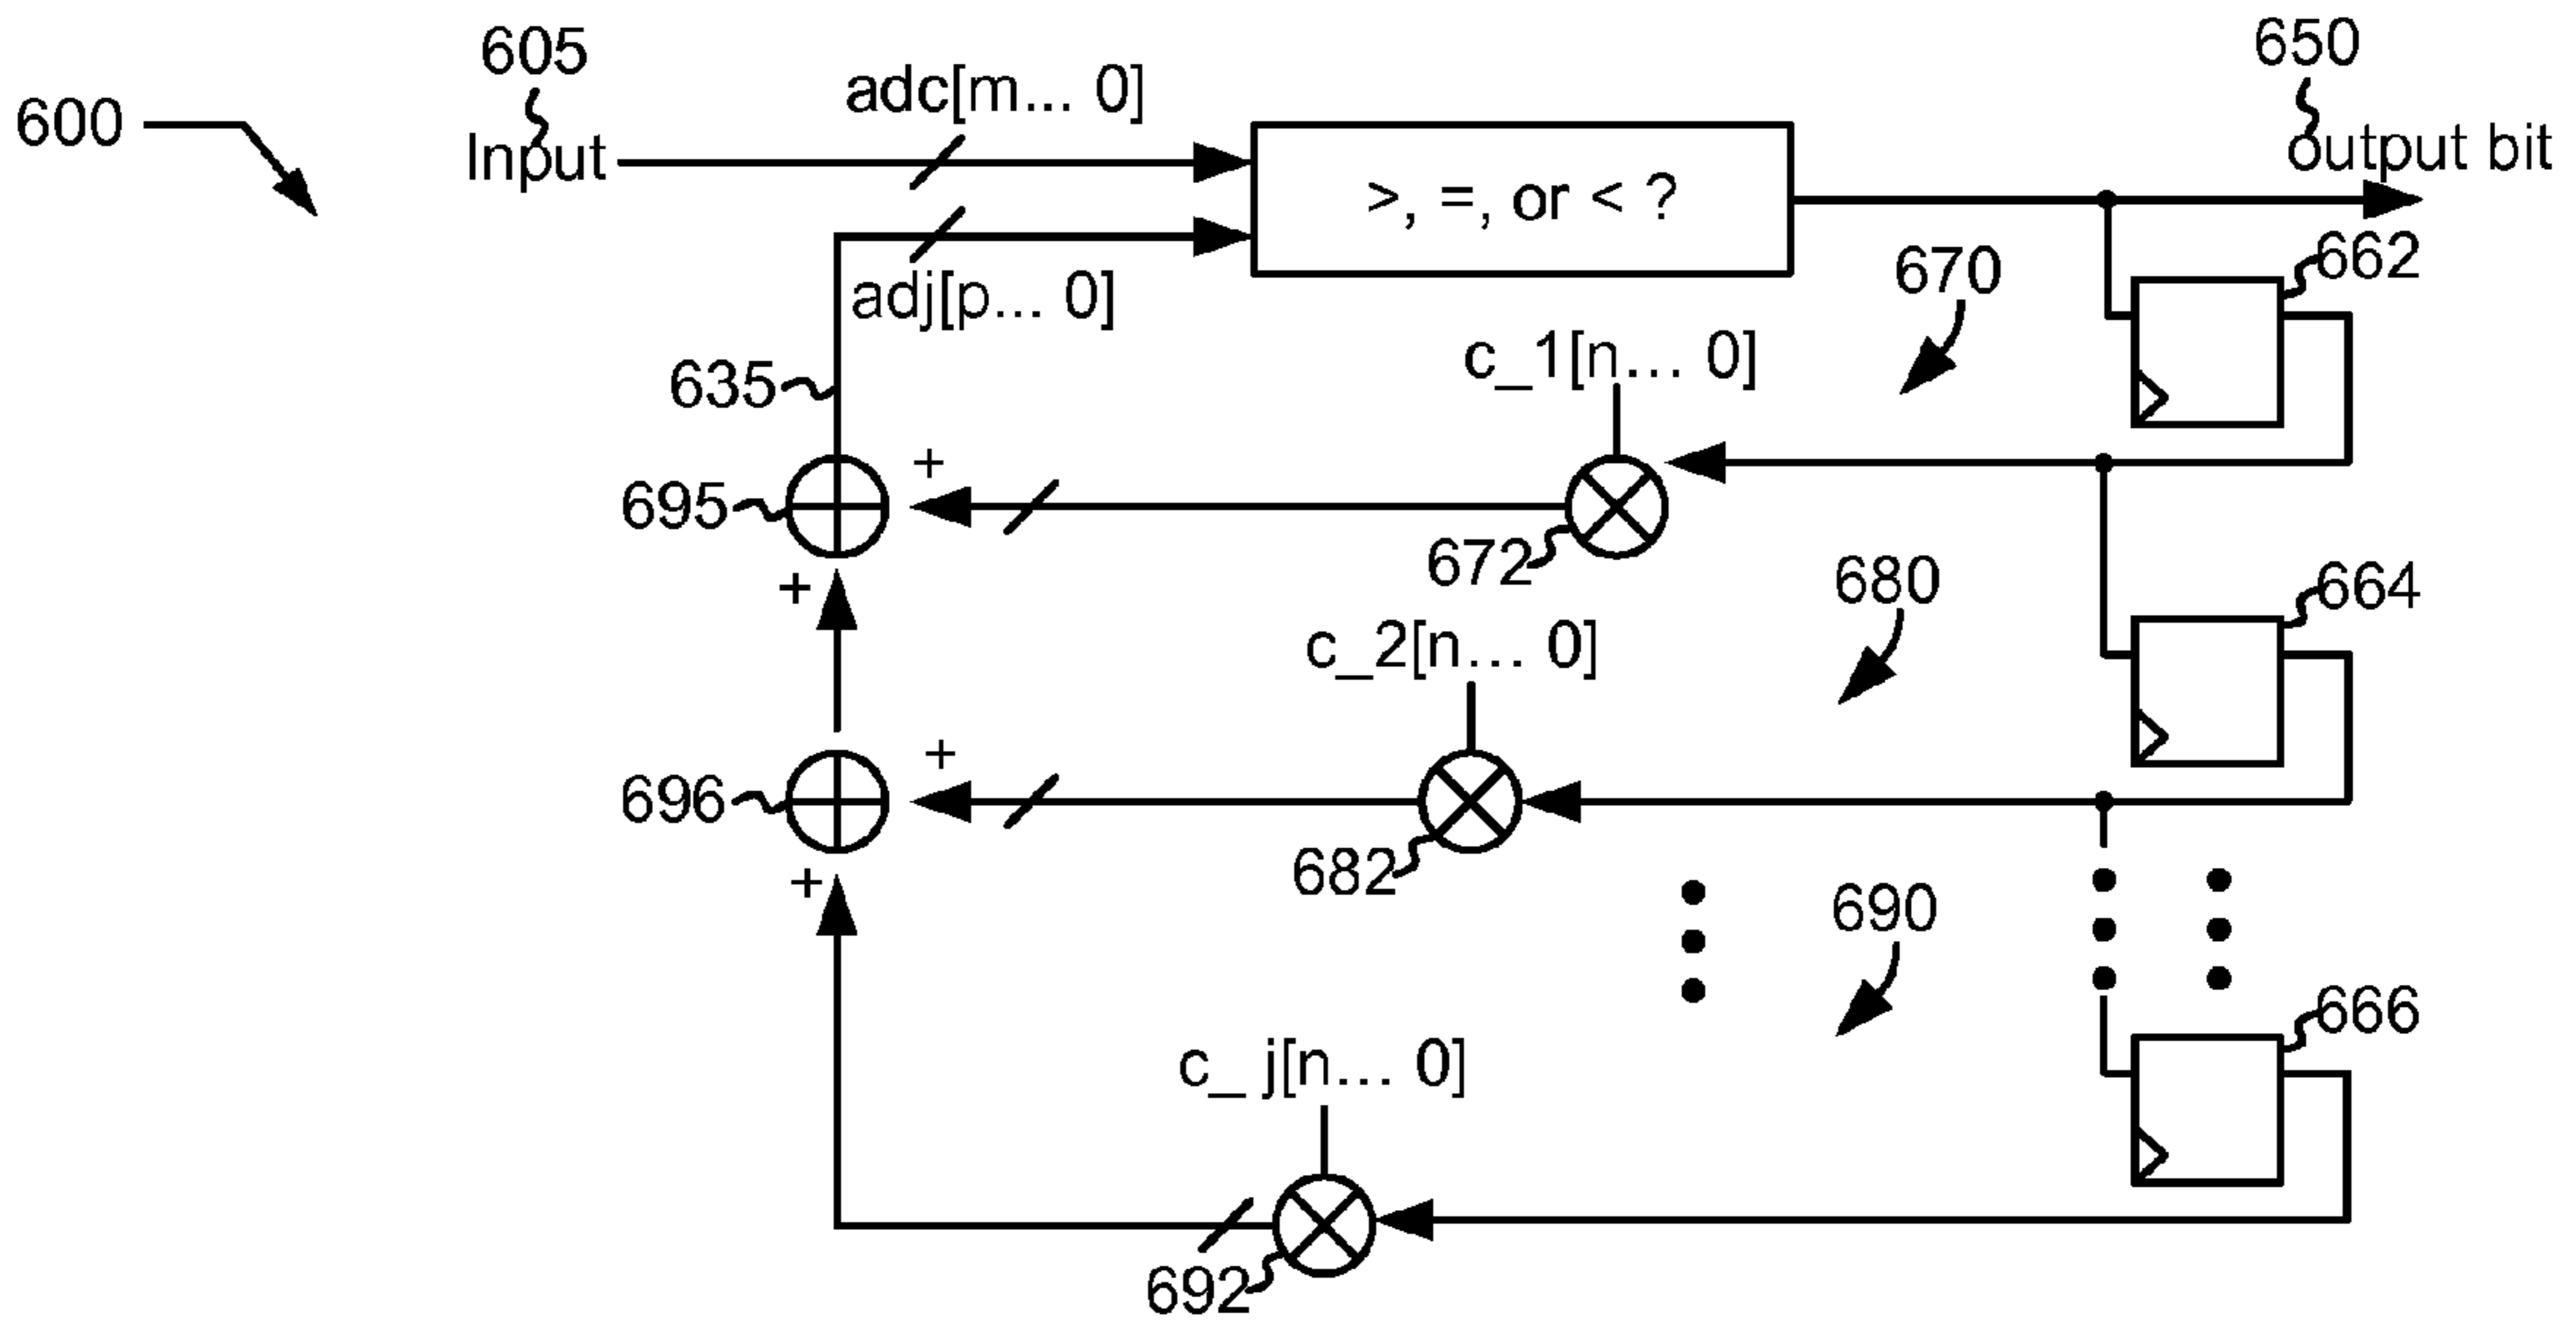 605
650
600
adc[m... 0]
Input
output bit
>, =, or < ?
adj[p... 0]
670
662
635
c_1[n... 0]
+
695
672
+
680
664
c_2[n... 0]
+
696
682
+
690
666
c_ j[n... 0]
692